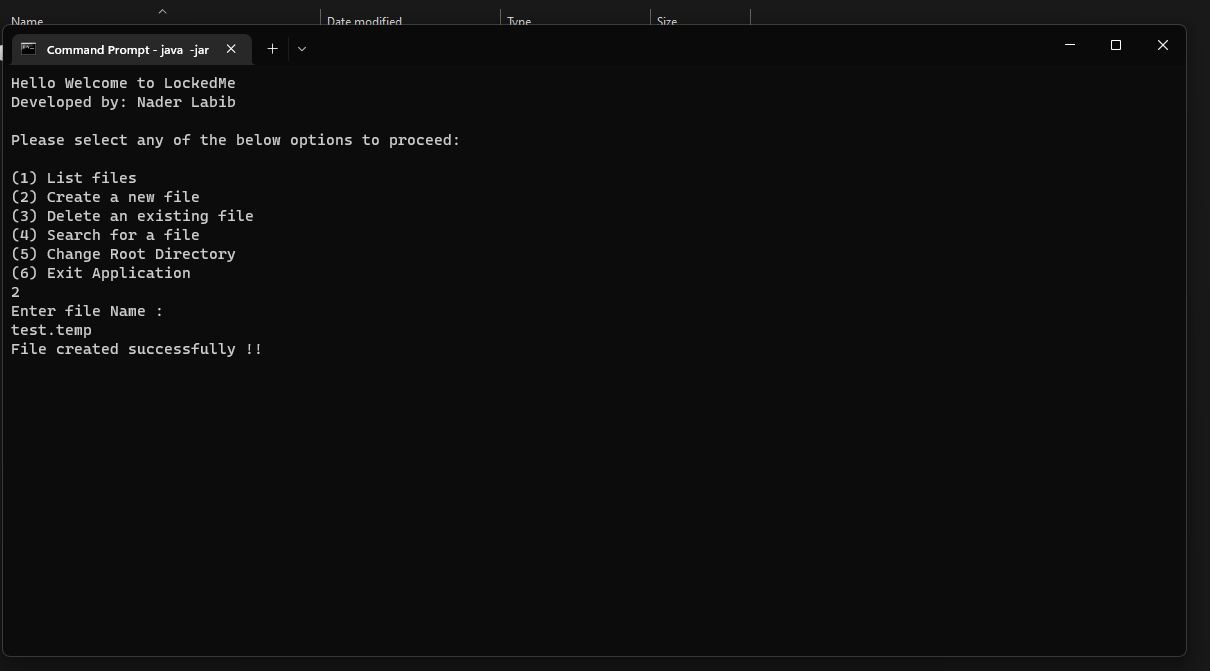 Name Date modified Type Size
Command Prompt - java -jar
Hello Welcome to LockedMe
Developed by: Nader Labib
Please select any of the below options to proceed:
(1) List files
(2) Create a new file
(3) Delete an existing file
(4) Search for a file
(5) Change Root Directory
(6) Exit Application
2
Enter file Name :
test.temp
File created successfully !!